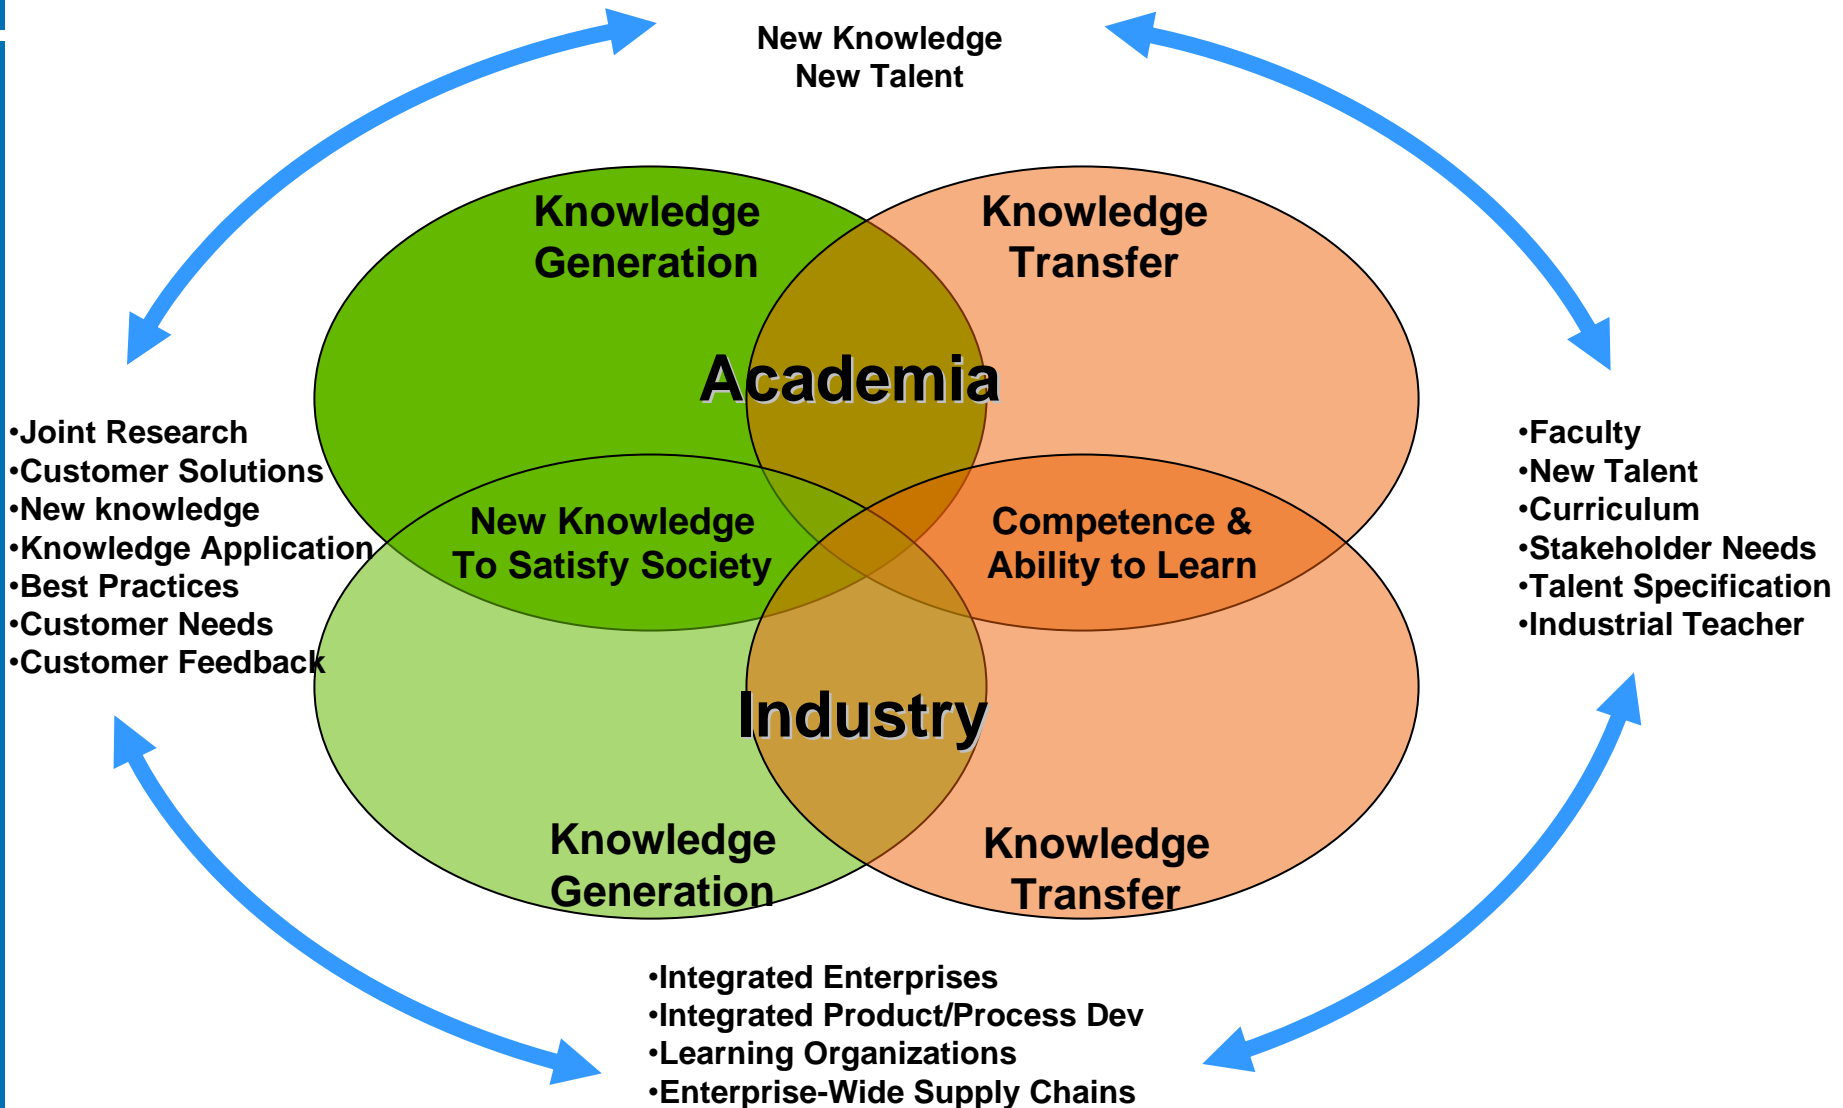 New Knowledge
New Talent
Knowledge
Generation
Knowledge
Transfer
Academia
•Joint Research
•Customer Solutions
•New knowledge
•Knowledge Application
•Best Practices
•Customer Needs
•Customer Feedback
New Knowledge
To Satisfy Society
Competence &
Ability to Learn
•Faculty
•New Talent
•Curriculum
•Stakeholder Needs
•Talent Specification
•Industrial Teacher
Industry
Knowledge
Generation
Knowledge
Transfer
•Integrated Enterprises
•Integrated Product/Process Dev
•Learning Organizations
•Enterprise-Wide Supply Chains